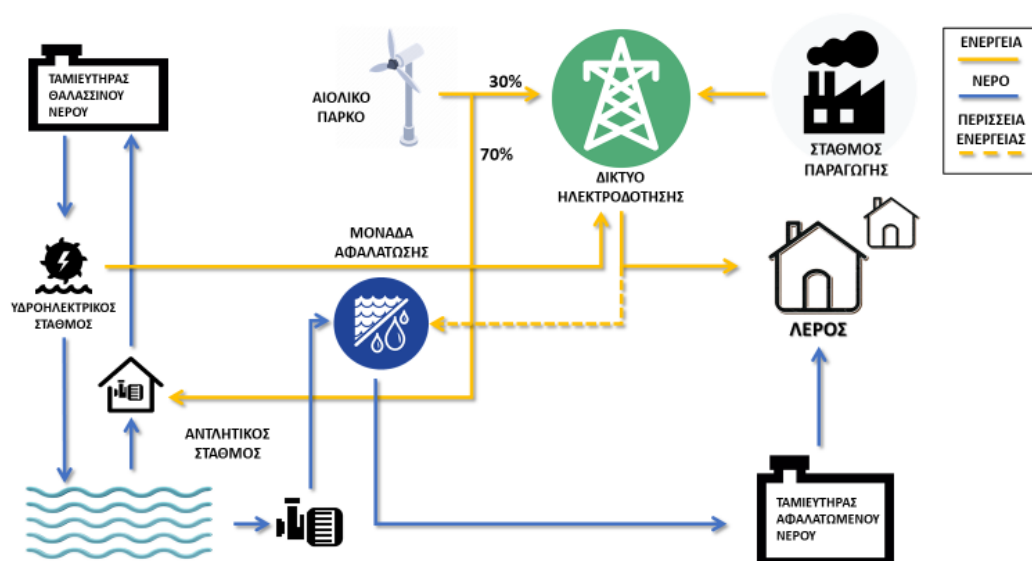 ΤΑΜΙΕΥΤΗΡΑΣ
ΘΑΛΑΣΣΙΝΟΥ
ΝΕΡΟΥ
ΑΙΟΛΙΚΟ
ΠΑΡΚΟ
30%
70%
ΔΙΚΤΥΟ
ΗΛΕΚΤΡΟΔΟΤΗΣΗΣ
ΣΤΑΘΜΟΣ
ΠΑΡΑΓΩΓΗΣ
ΕΝΕΡΓΕΙΑ
ΝΕΡΟ
ΠΕΡΙΣΣΕΙΑ
ΕΝΕΡΓΕΙΑΣ
ΜΟΝΑΔΑ
ΑΦΑΛΑΤΩΣΗΣ
ΥΔΡΟΗΛΕΚΤΡΙΚΟΣ
ΣΤΑΘΜΟΣ
ΛΕΡΟΣ
ΑΝΤΛΗΤΙΚΟΣ
ΣΤΑΘΜΟΣ
ΤΑΜΙΕΥΤΗΡΑΣ
ΑΦΑΛΑΤΩΜΕΝΟΥ
ΝΕΡΟΥ